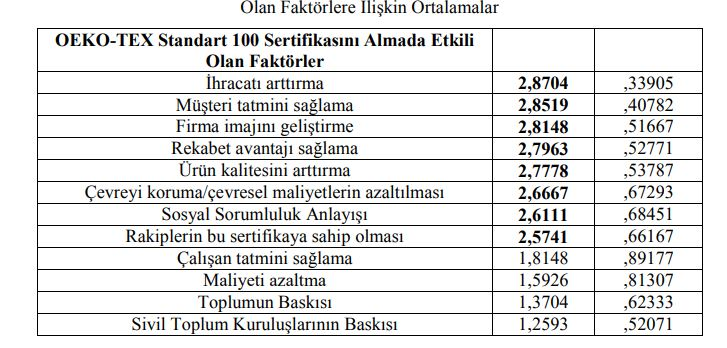 Olan Faktörlere İlişkin Ortalamalar
OEKO-TEX Standart 100 Sertifikasını Almada Etkili
Olan Faktörler
İhracatı arttırma 2,8704 ,33905
Müşteri tatmini sağlama 2,8519 ,40782
Firma imajını geliştirme 2,8148 ,51667
Rekabet avantajı sağlama 2,7963 ,52771
Ürün kalitesini arttırma 2,7778 ,53787
Çevreyi koruma/çevresel maliyetlerin azaltılması 2,6667 ,67293
Sosyal Sorumluluk Anlayışı 2,6111 ,68451
Rakiplerin bu sertifikaya sahip olması 2,5741 ,66167
Çalışan tatmini sağlama 1,8148 ,89177
Maliyeti azaltma 1,5926 ,81307
Toplumun Baskısı 1,3704 ,62333
Sivil Toplum Kuruluşlarının Baskısı 1,2593 ,52071